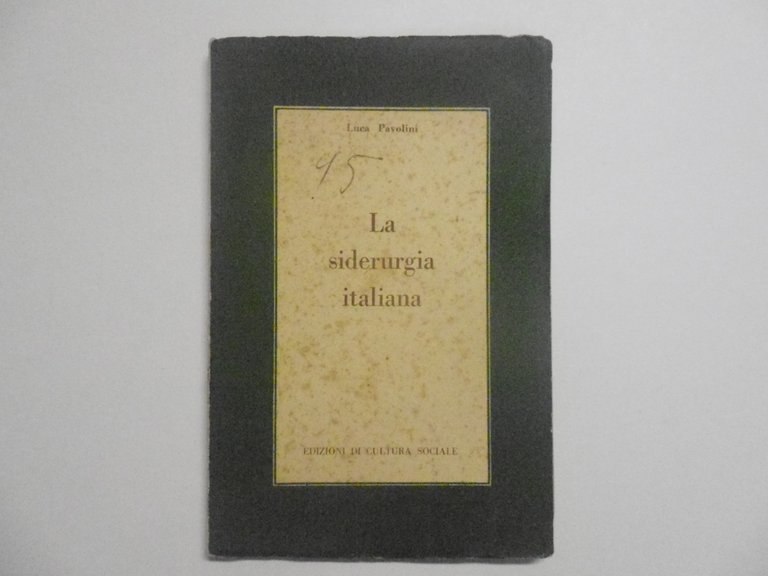 Luca Pavolini
45
La
siderurgia
italiana
EDIZIONI DI CULTURA SOCIALE